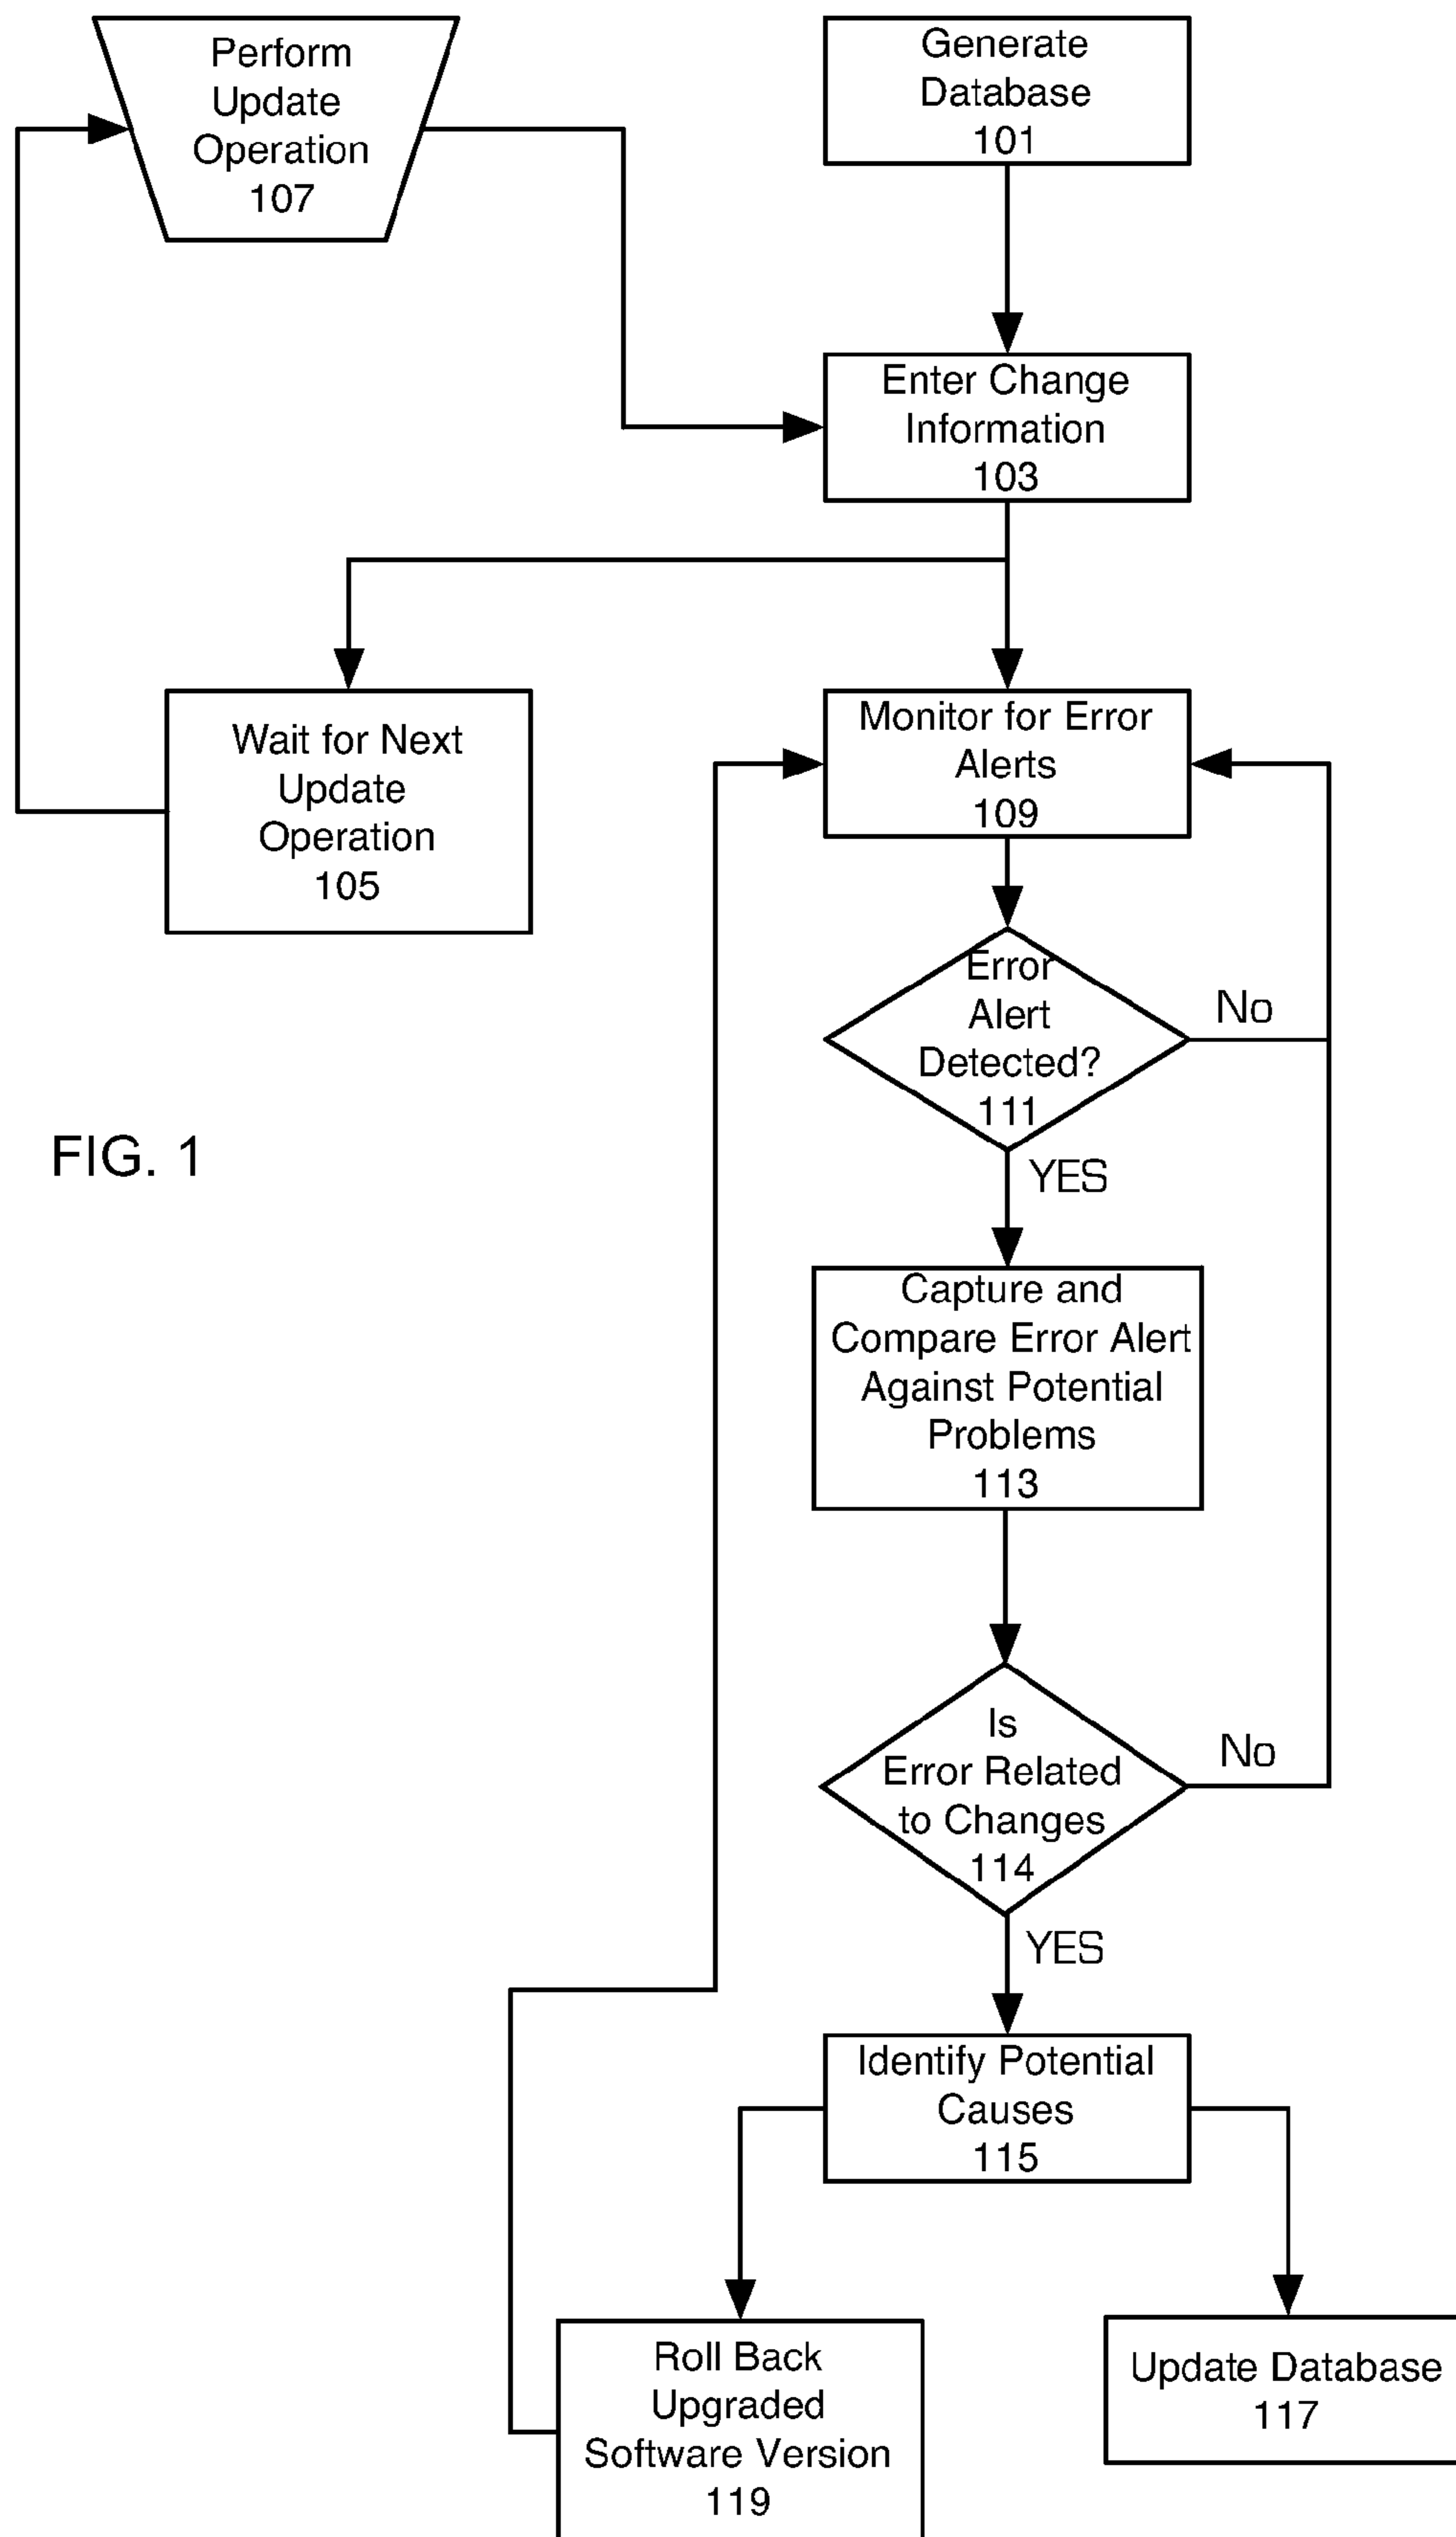 Perform
Update
Operation
107
Generate
Database
101
Enter Change
Information
103
Wait for Next
Update
Operation
105
Monitor for Error
Alerts
109
Error
Alert
Detected?
111
No
YES
FIG. 1
Capture and
Compare Error Alert
Against Potential
Problems
113
Is
Error Related
to Changes
114
No
YES
Identify Potential
Causes
115
Roll Back
Upgraded
Software Version
119
Update Database
117